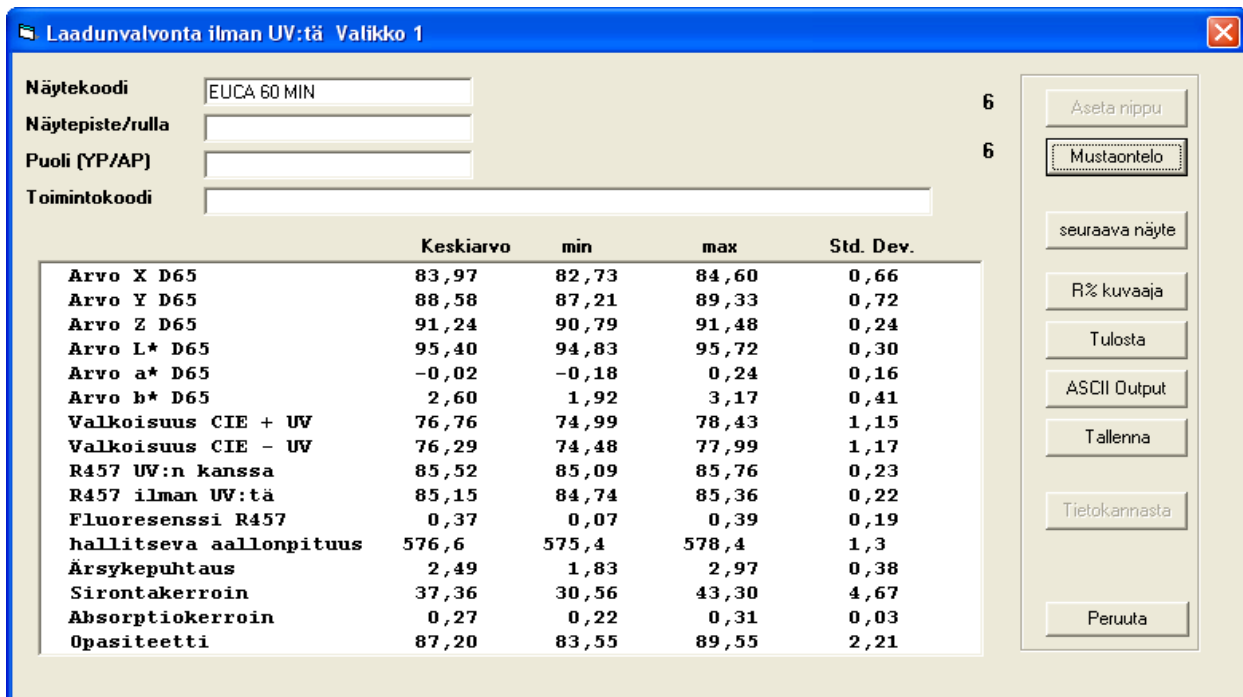 Laadunvalvonta ilman UV:tä Valikko 1
Näytekoodi EUCA 60 MIN 6 Aseta nippu
Näytepiste/rulla
Puoli (YP/AP) 6 Mustaontelo
Toimintokoodi
seuraava näyte
Keskiarvo min max Std. Dev.
Arvo X D65 83,97 82,73 84,60 0,66
Arvo Y D65 88,58 87,21 89,33 0,72 R% kuvaaja
Arvo Z D65 91,24 90,79 91,48 0,24
Arvo L* D65 95,40 94,83 95,72 0,30 Tulosta
Arvo a* D65 -0,02 -0,18 0,24 0,16
Arvo b* D65 2,60 1,92 3,17 0,41 ASCII Output
Valkoisuus CIE + UV 76,76 74,99 78,43 1,15
Valkoisuus CIE - UV 76,29 74,48 77,99 1,17 Tallenna
R457 UV:n kanssa 85,52 85,09 85,76 0,23
R457 ilman UV:tä 85,15 84,74 85,36 0,22
Fluoresenssi R457 0,37 0,07 0,39 0,19 Tietokannasta
hallitseva aallonpituus 576,6 575,4 578,4 1,3
Ärsykepuhtaus 2,49 1,83 2,97 0,38
Sirontakerroin 37,36 30,56 43,30 4,67
Absorptiokerroin 0,27 0,22 0,31 0,03 Peruuta
Opasiteetti 87,20 83,55 89,55 2,21